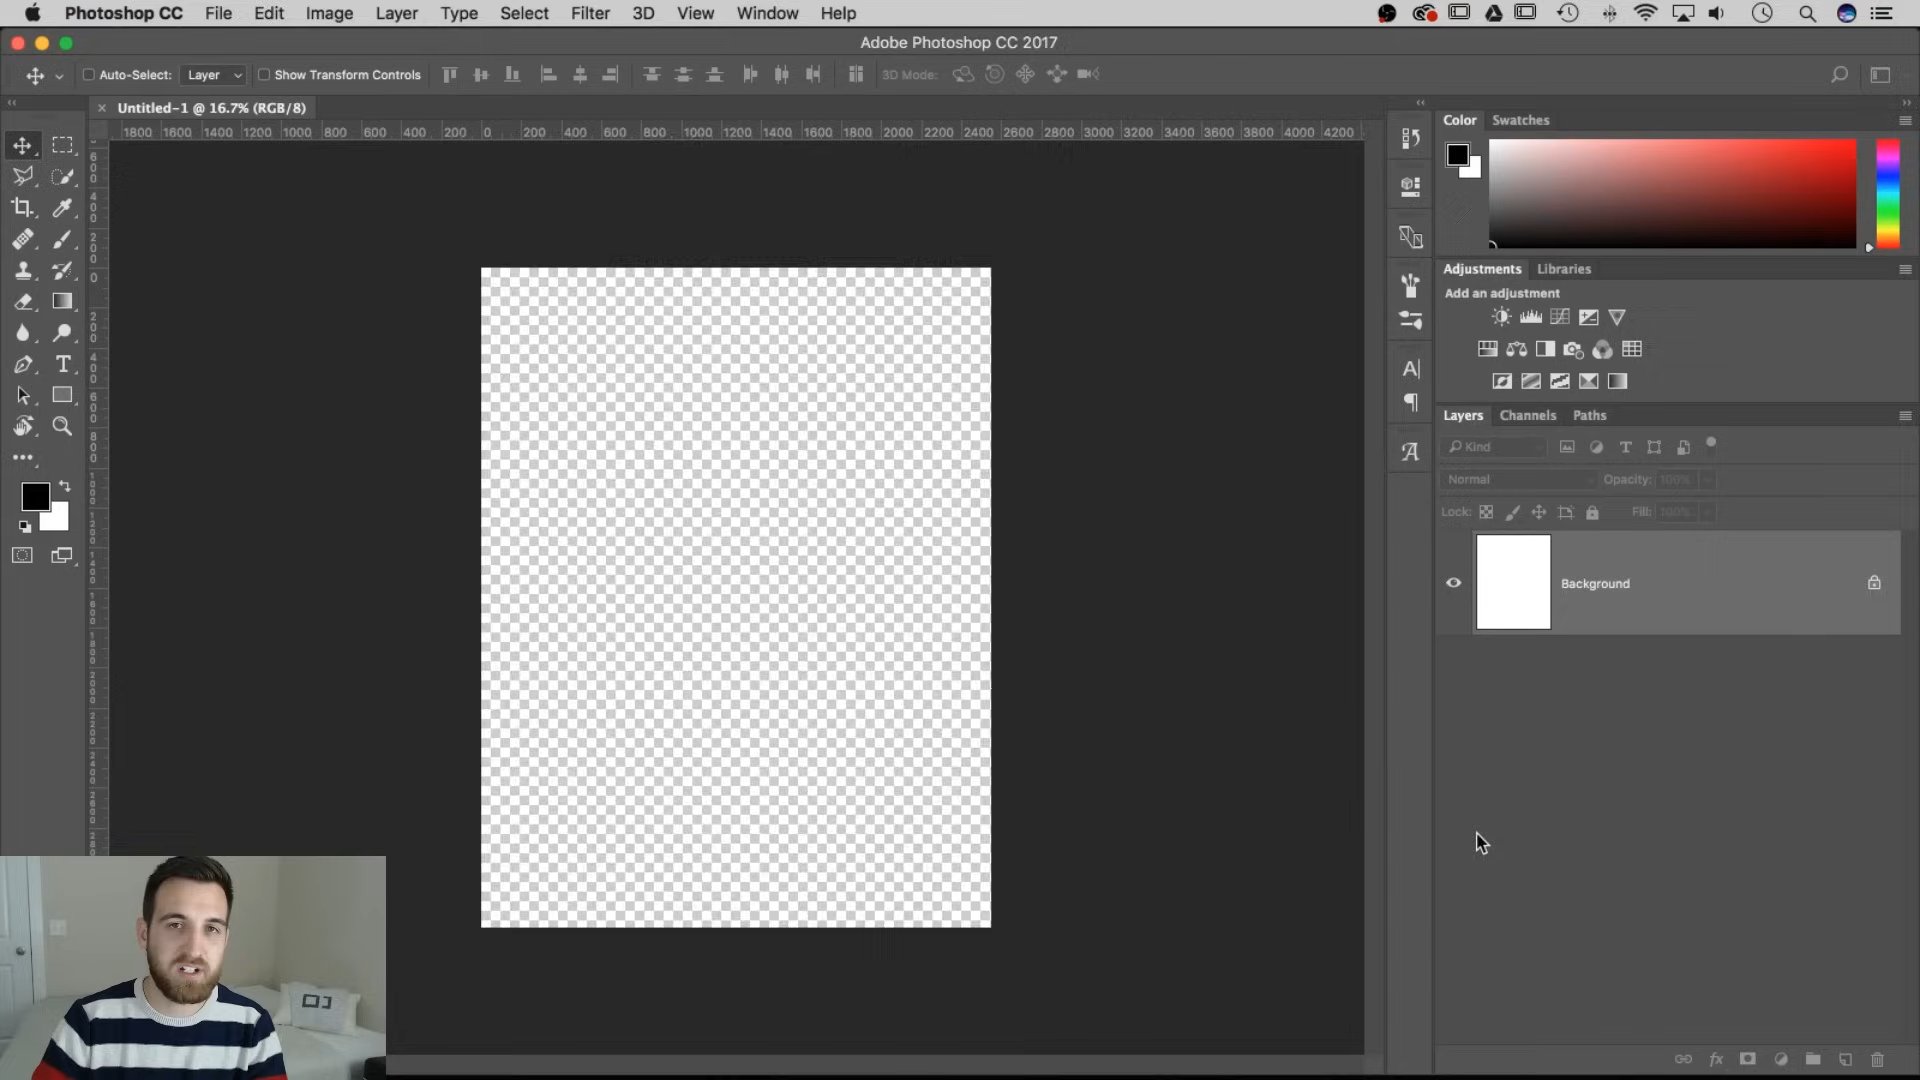 Photoshop CC File Edit Image Layer Type Select Filter 3D View Window Help
Adobe Photoshop CC 2017
Auto-Select: Layer Show Transform Controls 3D Mode:
Untitled-1 @ 16.7% (RGB/8)
1800 1600 1400 1200 1000 800 600 400 200 0 200 400 600 800 1000 1200 1400 1600 1800 2000 2200 2400 2600 2800 3000 3200 3400 3600 3800 4000 4200
Color Swatches
Adjustments Libraries
Add an adjustment
Layers Channels Paths
Kind
Normal Opacity: 100%
Lock: Fill: 100%
Background